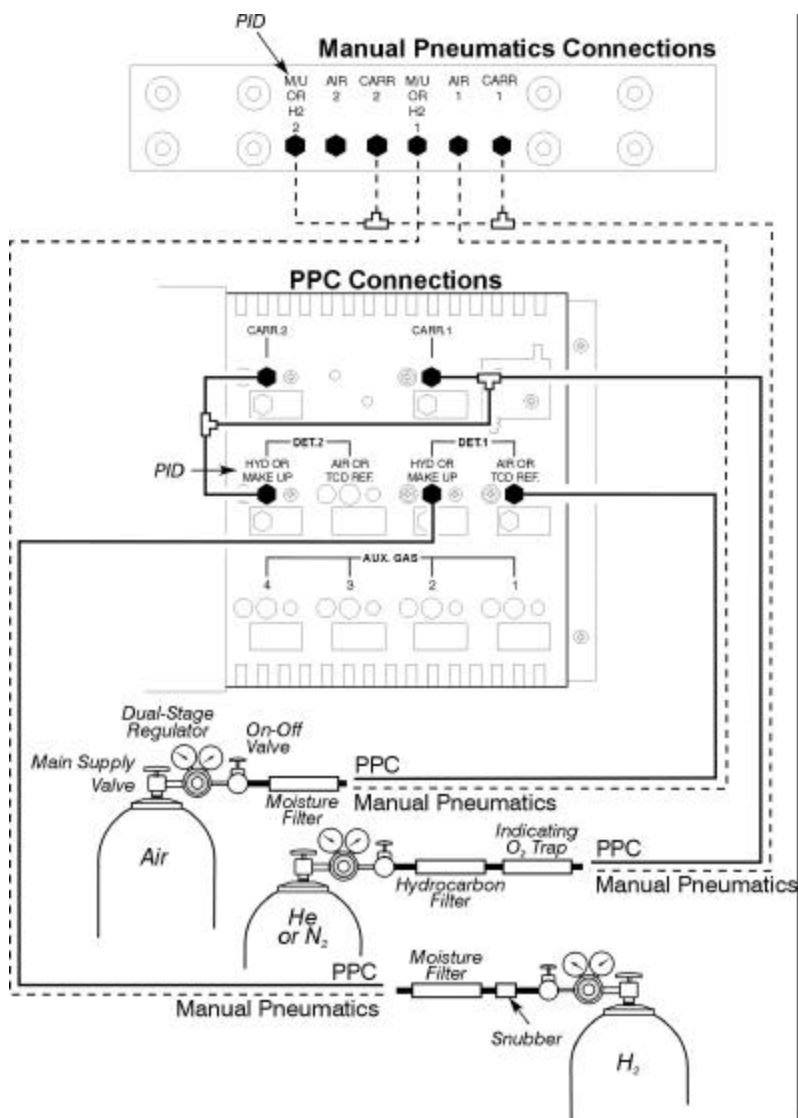 PID
Manual Pneumatics Connections
M/U OR H2 2
AIR 2
CARR 2
M/U OR H2 1
AIR 1
CARR 1
PPC Connections
CARR.2
CARR.1
DET.2
DET.1
PID
HYD OR
MAKE UP
AIR OR
TCD REF.
HYD OR
MAKE UP
AIR OR
TCD REF.
AUX. GAS
4 3 2 1
Dual-Stage
Regulator
On-Off
Valve
Main Supply
Valve
PPC
Moisture
Filter
Manual Pneumatics
Air
Indicating
O₂ Trap
PPC
Hydrocarbon
Filter
Manual Pneumatics
He
or N₂
Moisture
Filter
PPC
Manual Pneumatics
Snubber
H₂